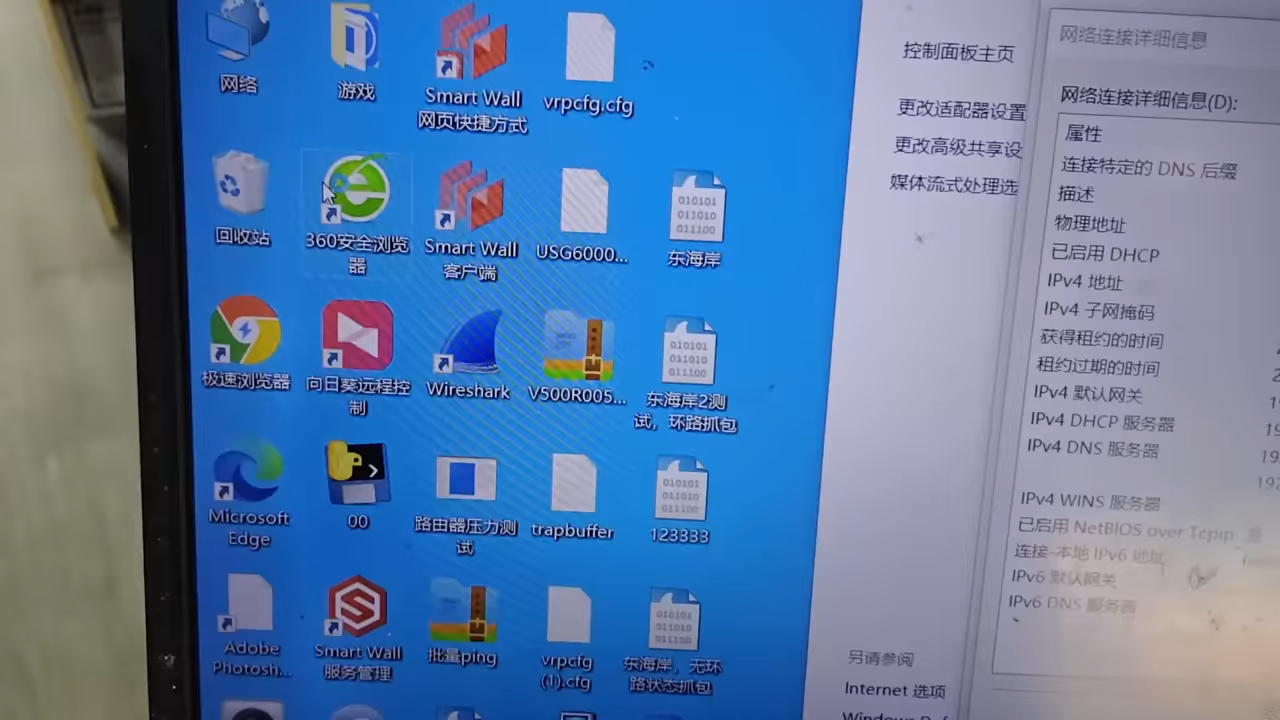 网络
游戏
Smart Wall
网页快捷方式
vrpcfg.cfg
回收站
360安全浏览
器
Smart Wall
客户端
USG6000...
010101
011010
011100
东海岸
极速浏览器
向日葵远程控
制
Wireshark
V500R005...
010101
011010
011100
东海岸2测
试，环路抓包
Microsoft
Edge
00
路由器压力测
试
trapbuffer
010101
011010
011100
123333
Adobe
Photosh...
Smart Wall
服务管理
批量ping
vrpcfg
(1).cfg
010101
011010
011100
东海岸，无环
路状态抓包
控制面板主页
更改适配器设置
更改高级共享设
媒体流式处理选
另请参阅
Internet 选项
网络连接详细信息
网络连接详细信息(D):
属性
连接特定的 DNS 后缀
描述
物理地址
已启用 DHCP
IPv4 地址
IPv4 子网掩码
获得租约的时间
租约过期的时间
IPv4 默认网关
IPv4 DHCP 服务器
IPv4 DNS 服务器
IPv4 WINS 服务器
已启用 NetBIOS over Tcpip
连接-本地 IPv6 地址
IPv6 默认网关
IPv6 DNS 服务器